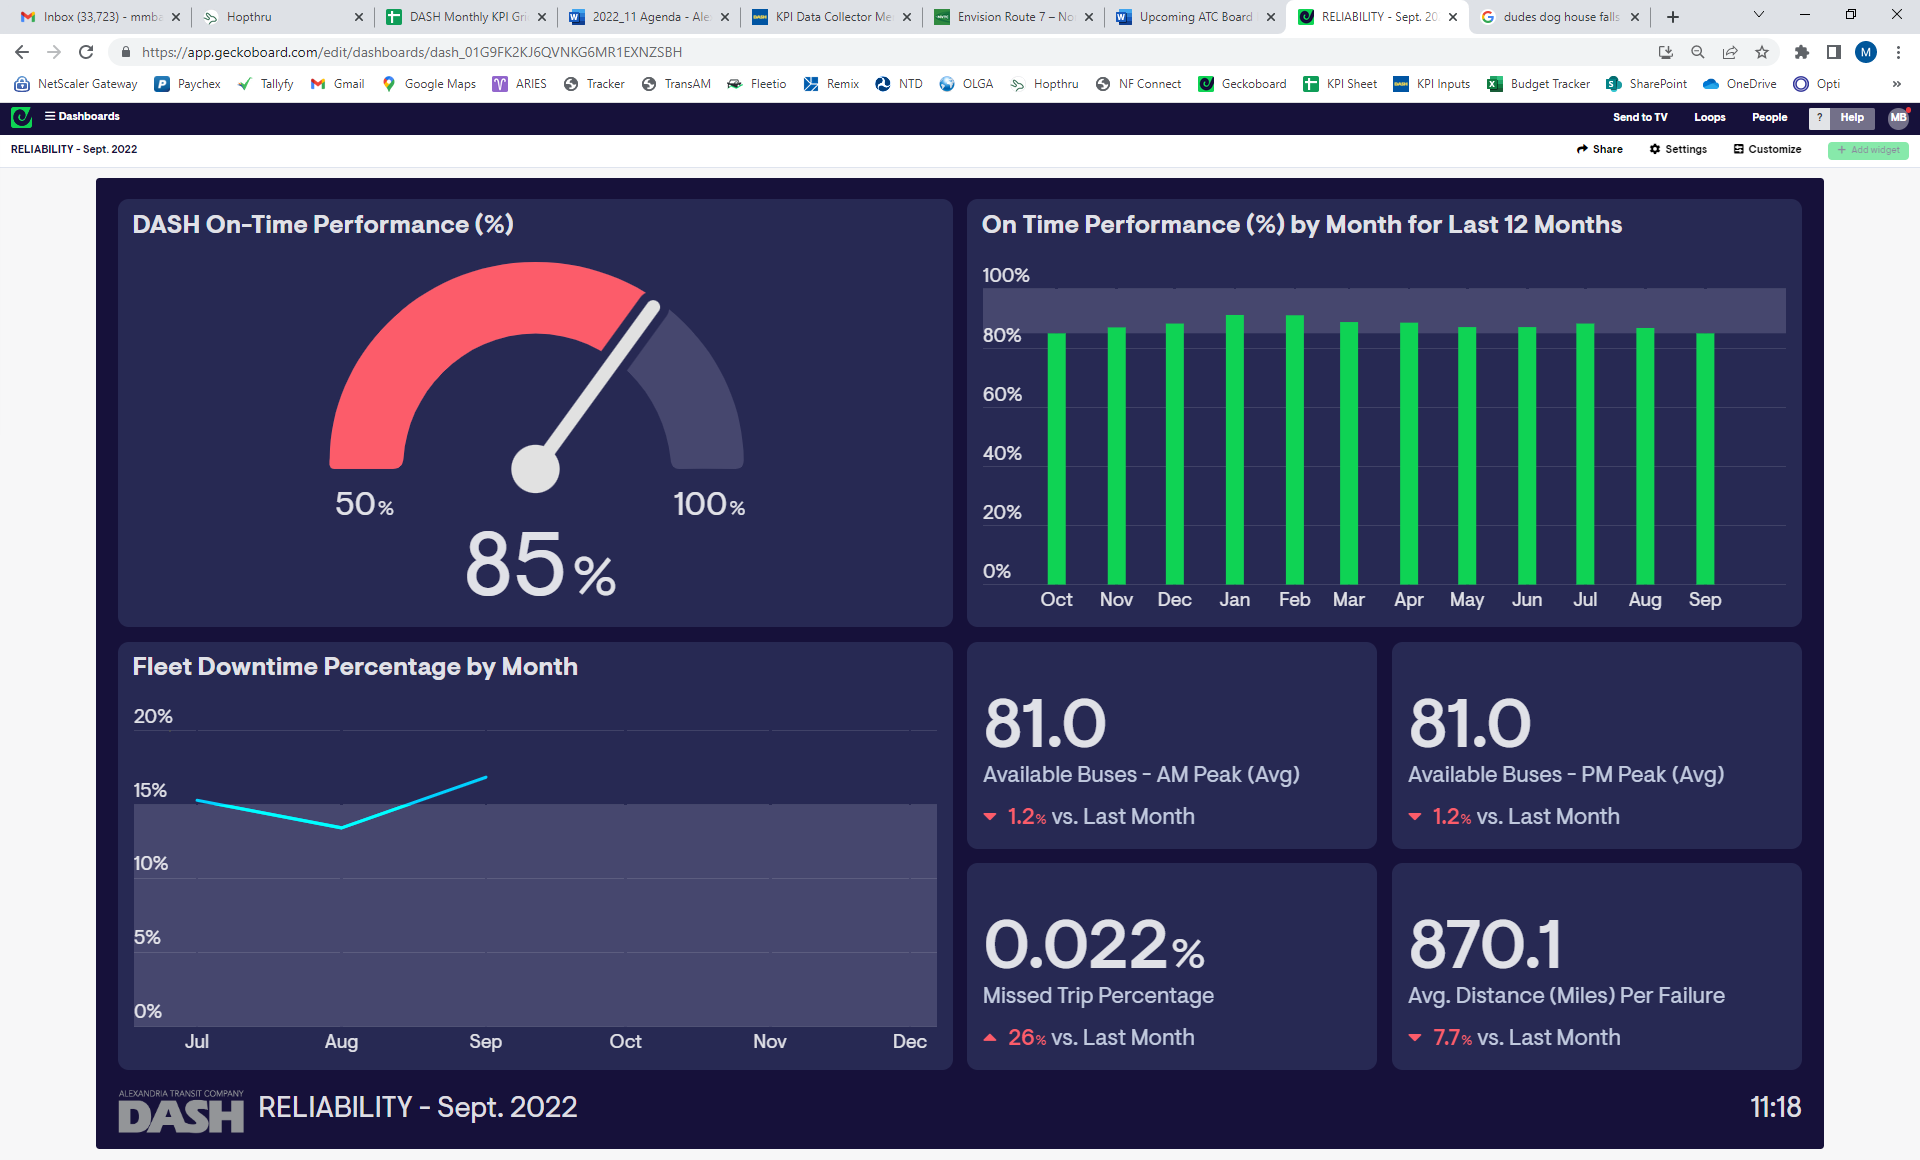 Inbox (33,723) - mmba
Hopthru
DASH Monthly KPI Gri
2022_11 Agenda - Ale
KPI Data Collector Me
Envision Route 7 – No
Upcoming ATC Board
RELIABILITY - Sept. 20
dudes dog house falls
https://app.geckoboard.com/edit/dashboards/dash_01G9FK2KJ6QVNKG6MR1EXNZSBH
M
NetScaler Gateway
Paychex
Tallyfy
Gmail
Google Maps
ARIES
Tracker
TransAM
Fleetio
Remix
NTD
OLGA
Hopthru
NF Connect
Geckoboard
KPI Sheet
KPI Inputs
Budget Tracker
SharePoint
OneDrive
Opti
»
Dashboards
Send to TV
Loops
People
? Help
MB
RELIABILITY - Sept. 2022
Share
Settings
Customize
+ Add widget
DASH On-Time Performance (%)
50%
100%
85%
On Time Performance (%) by Month for Last 12 Months
100%
80%
60%
40%
20%
0%
Oct Nov Dec Jan Feb Mar Apr May Jun Jul Aug Sep
Fleet Downtime Percentage by Month
20%
15%
10%
5%
0%
Jul Aug Sep Oct Nov Dec
81.0
Available Buses - AM Peak (Avg)
1.2% vs. Last Month
81.0
Available Buses - PM Peak (Avg)
1.2% vs. Last Month
0.022%
Missed Trip Percentage
26% vs. Last Month
870.1
Avg. Distance (Miles) Per Failure
7.7% vs. Last Month
ALEXANDRIA TRANSIT COMPANY
DASH
RELIABILITY - Sept. 2022
11:18